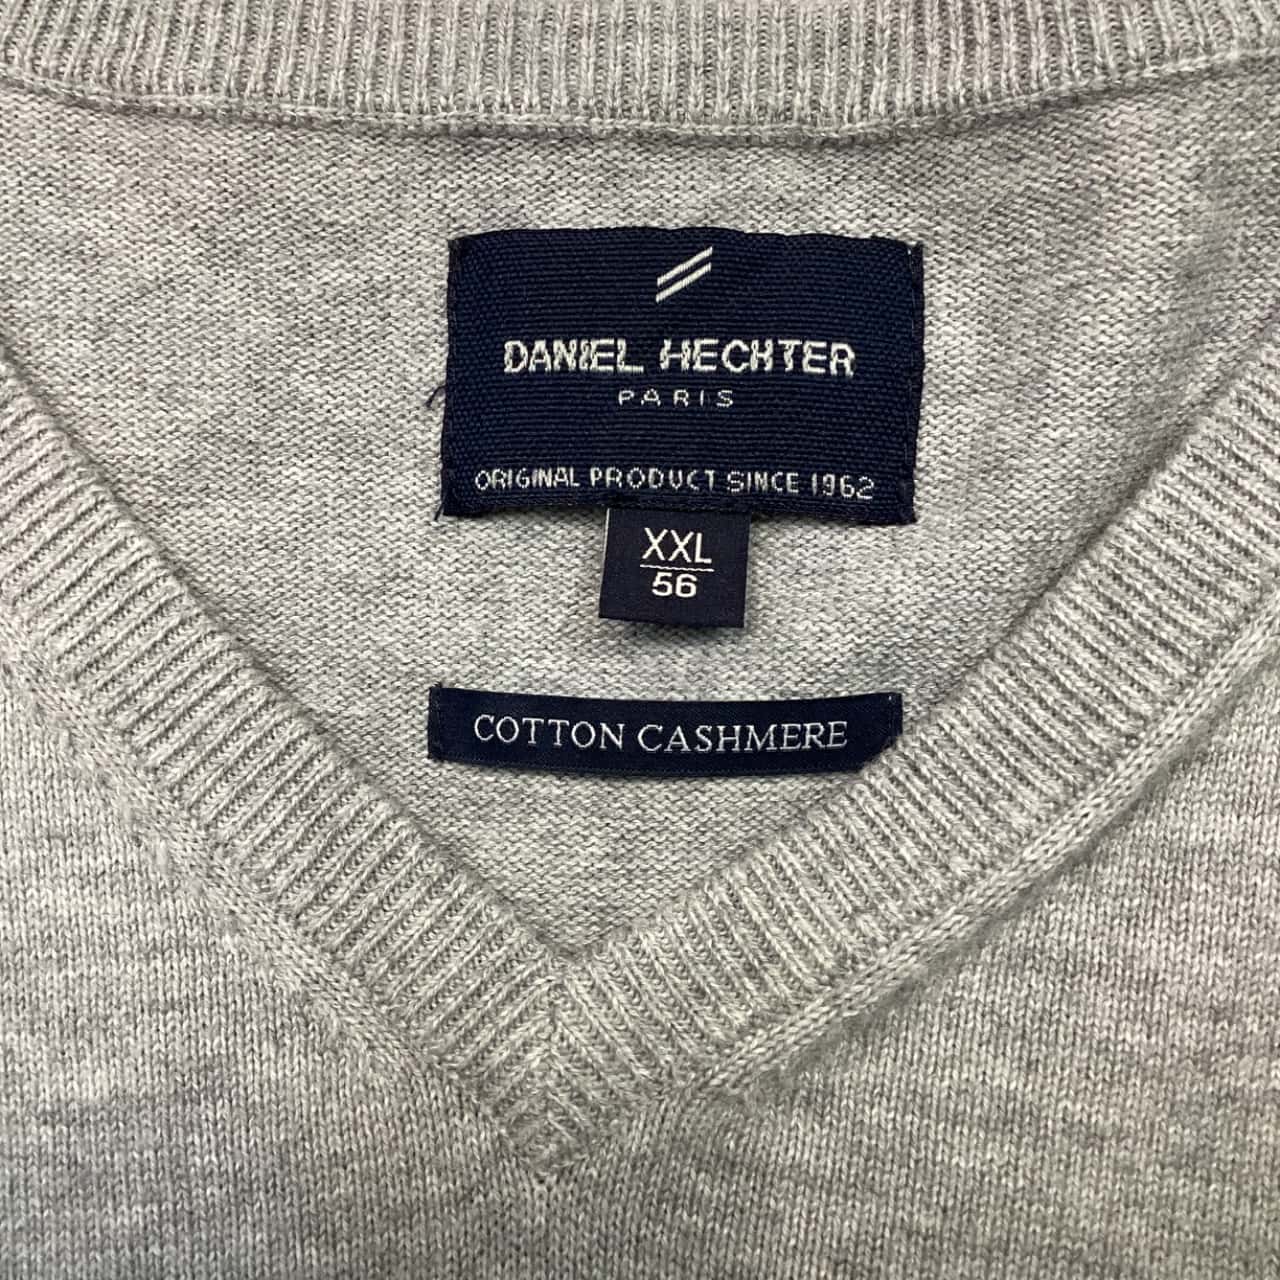 DANIEL HECHTER
PARIS
ORIGINAL PRODUCT SINCE 1962
XXL
56
COTTON CASHMERE